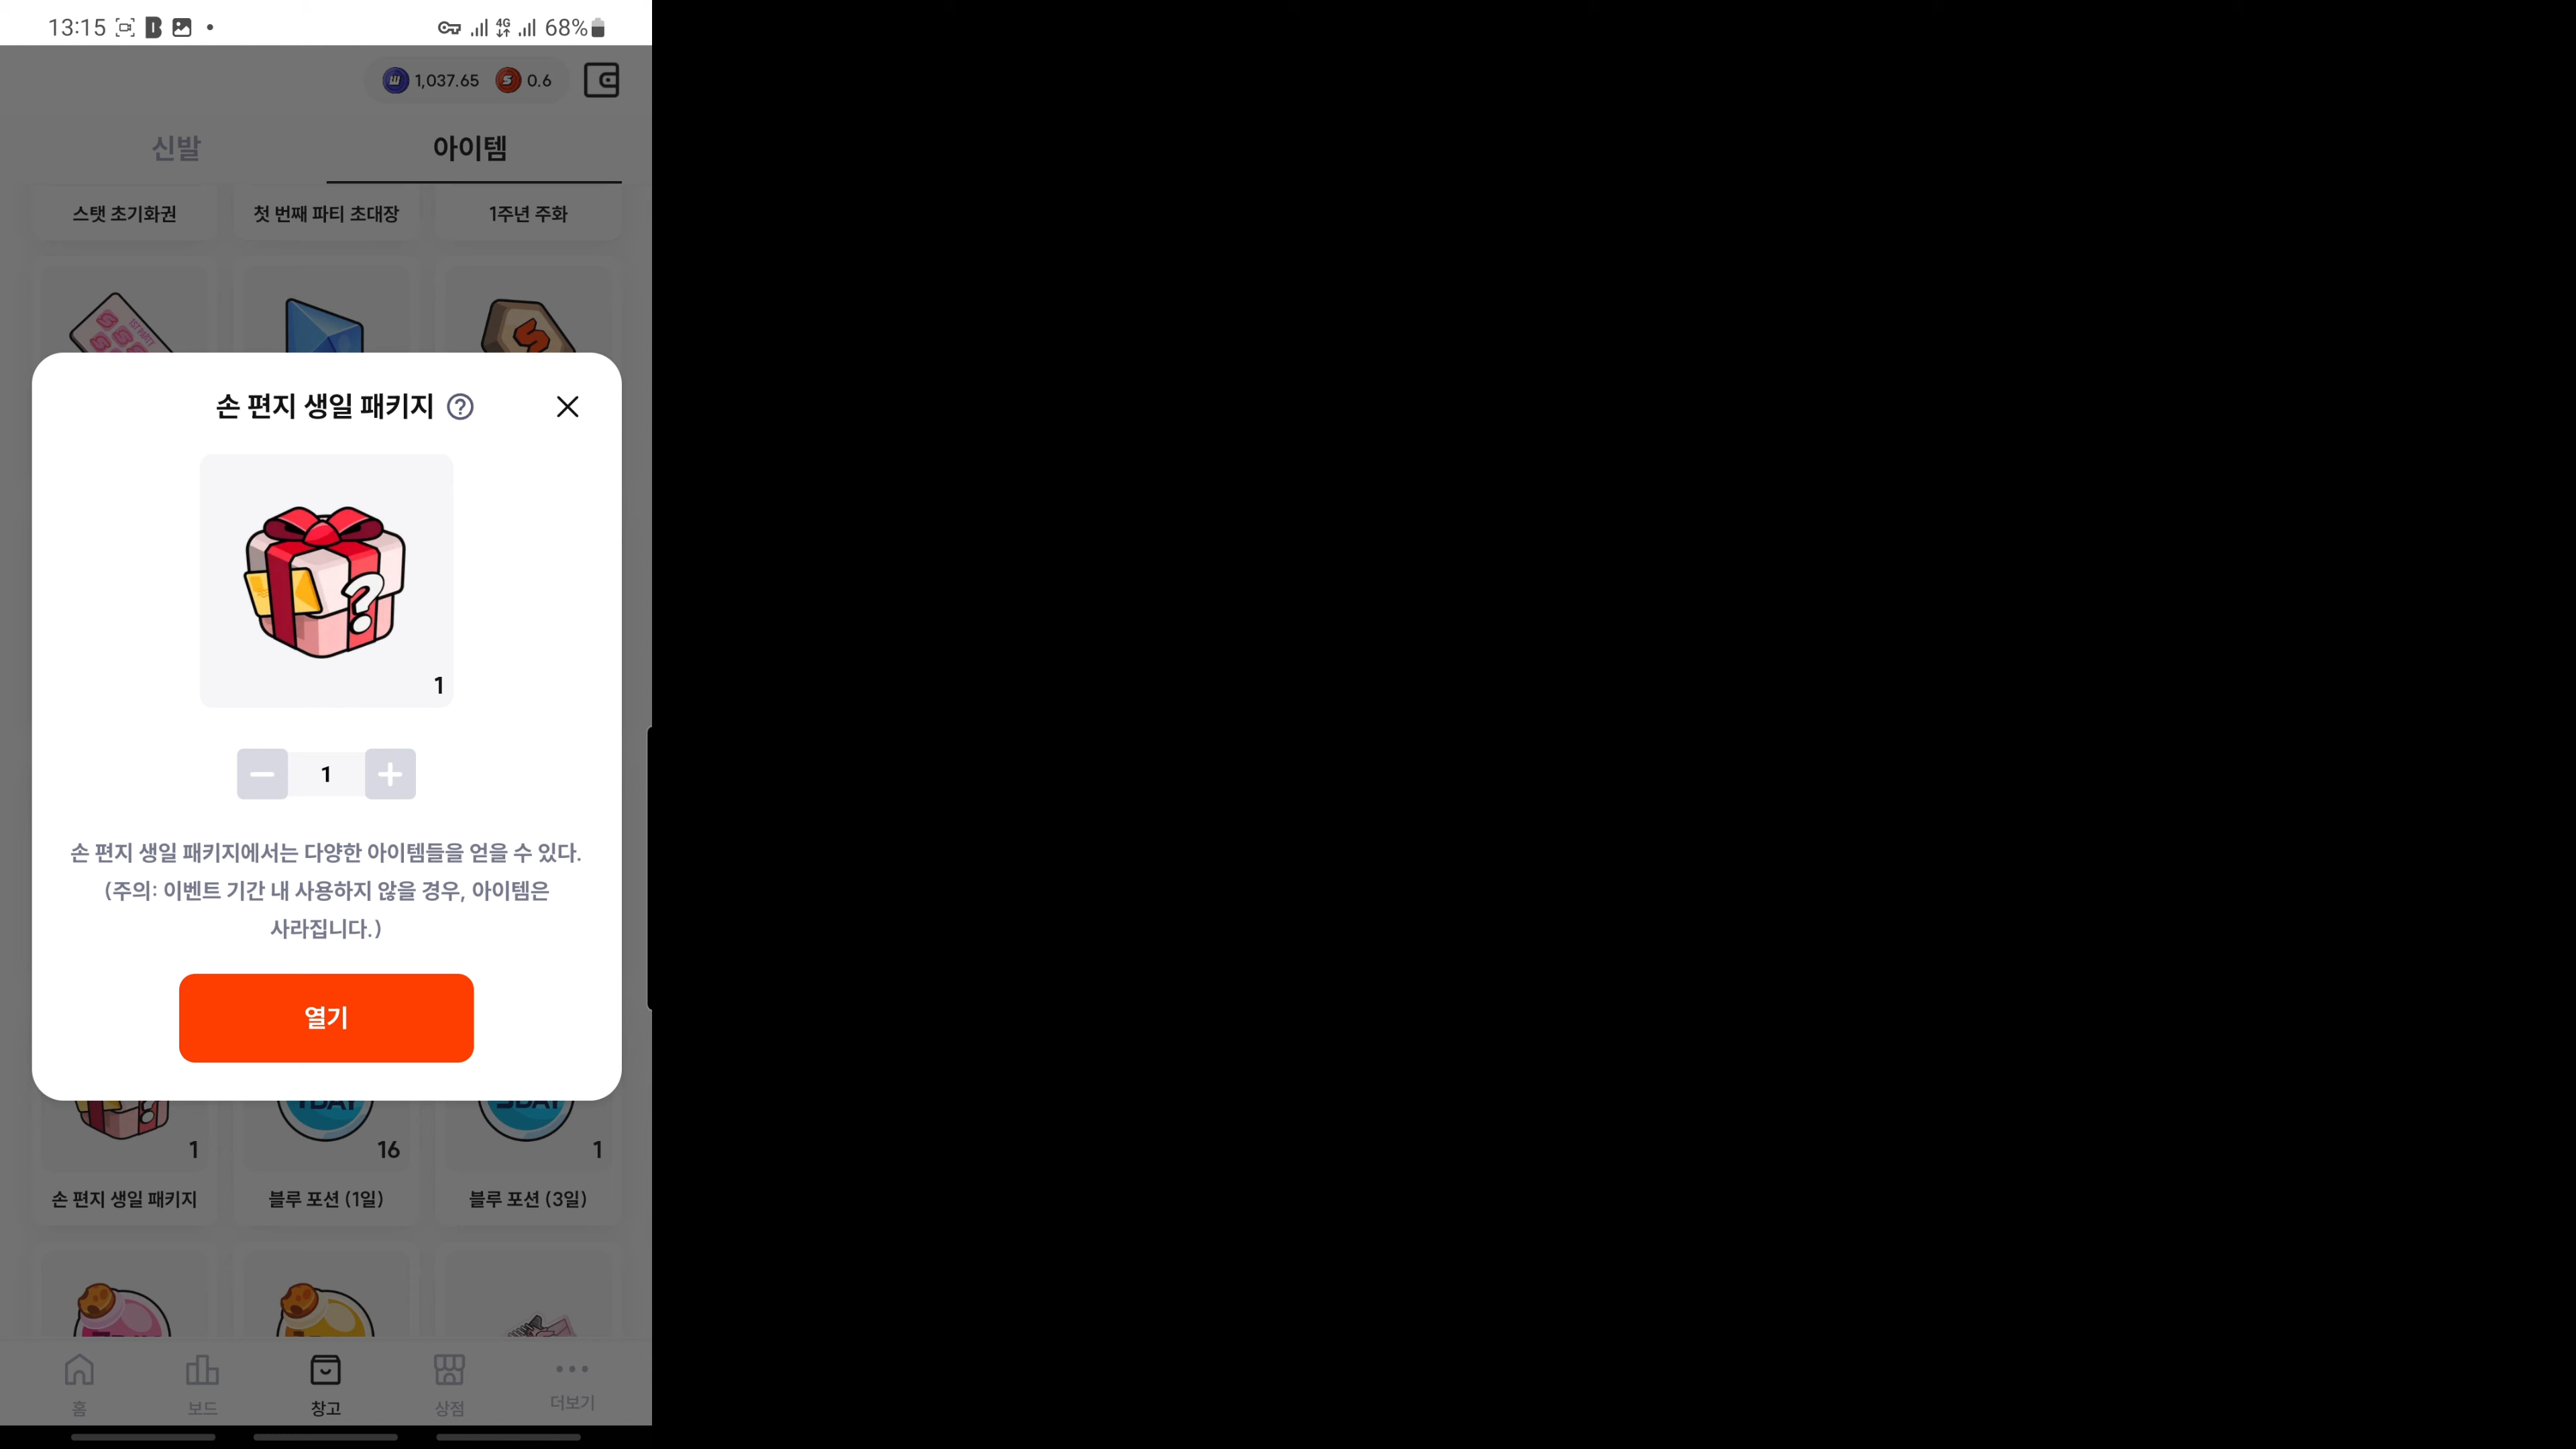 13:15
4G 68%
1,037.65 0.6
신발 아이템
스탯 초기화권 첫 번째 파티 초대장 1주년 주화
손 편지 생일 패키지
1
1
손 편지 생일 패키지에서는 다양한 아이템들을 얻을 수 있다.
(주의: 이벤트 기간 내 사용하지 않을 경우, 아이템은
사라집니다.)
열기
1 16 1
손 편지 생일 패키지 블루 포션 (1일) 블루 포션 (3일)
홈 보드 창고 상점 더보기